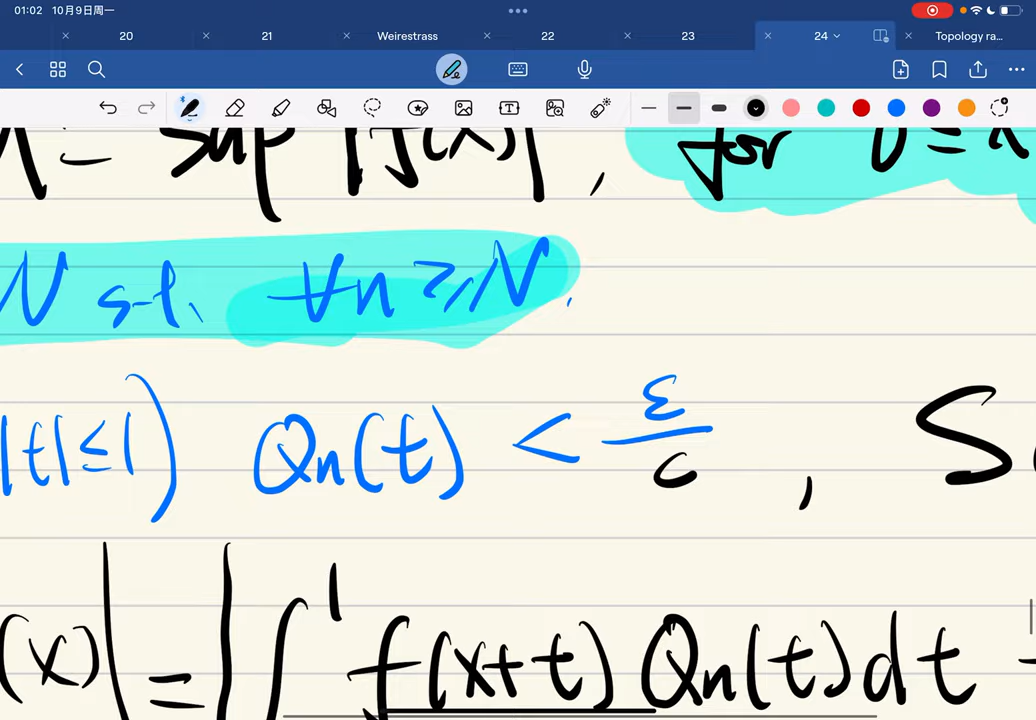 01:02 10月9日周一
20 21 Weirestrass 22 23 24 Topology ra...
= sup |f(x)|, for
N s.t. ∀n ≥ N.
|t| ≤ 1) Qn(t) < ε/c , S
(x)| = |∫ 1 f(x+t) Qn(t) dt